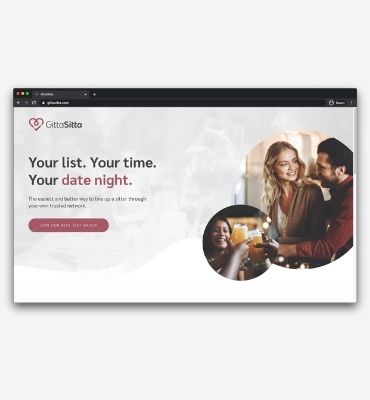 GittaSitta
gittasitta.com
GittaSitta
Your list. Your time.
Your date night.
The easiest and better way to line up a sitter through
your own trusted network.
JOIN OUR BETA TEST GROUP